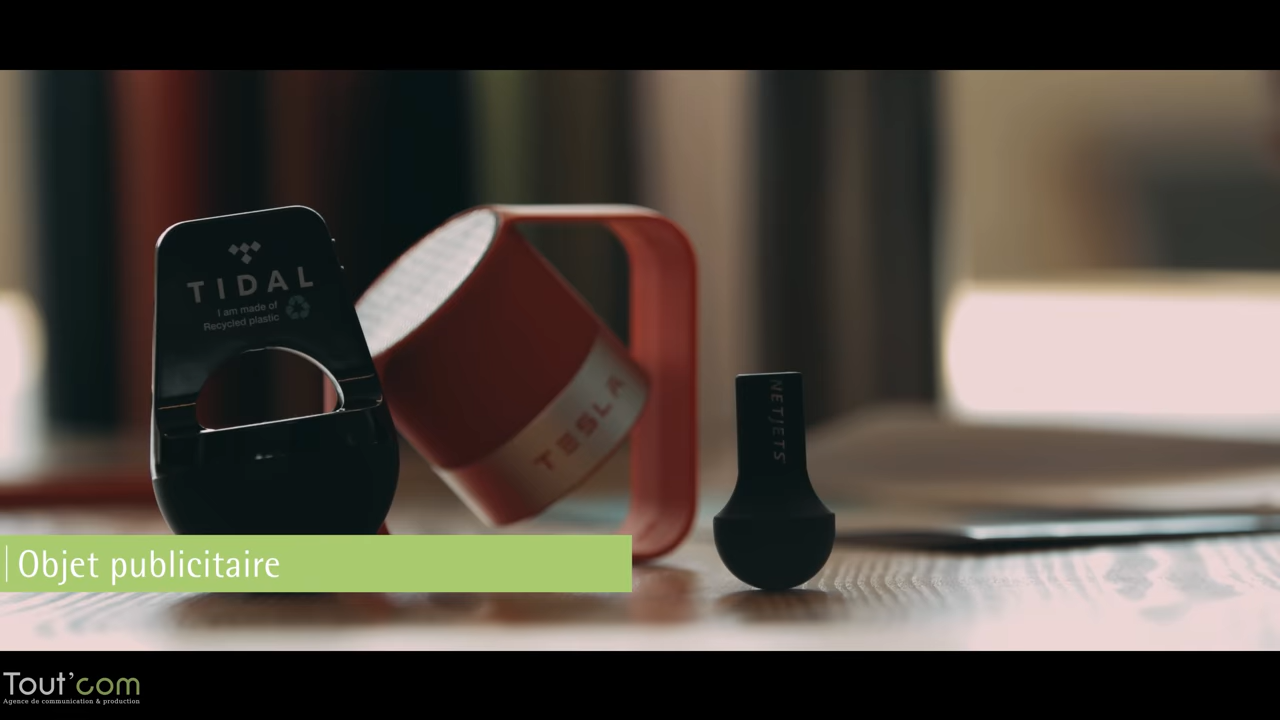 TIDAL
I am made of
Recycled plastic
TESLA
NETJETS
Objet publicitaire
Tout'com
Agence de communication & production